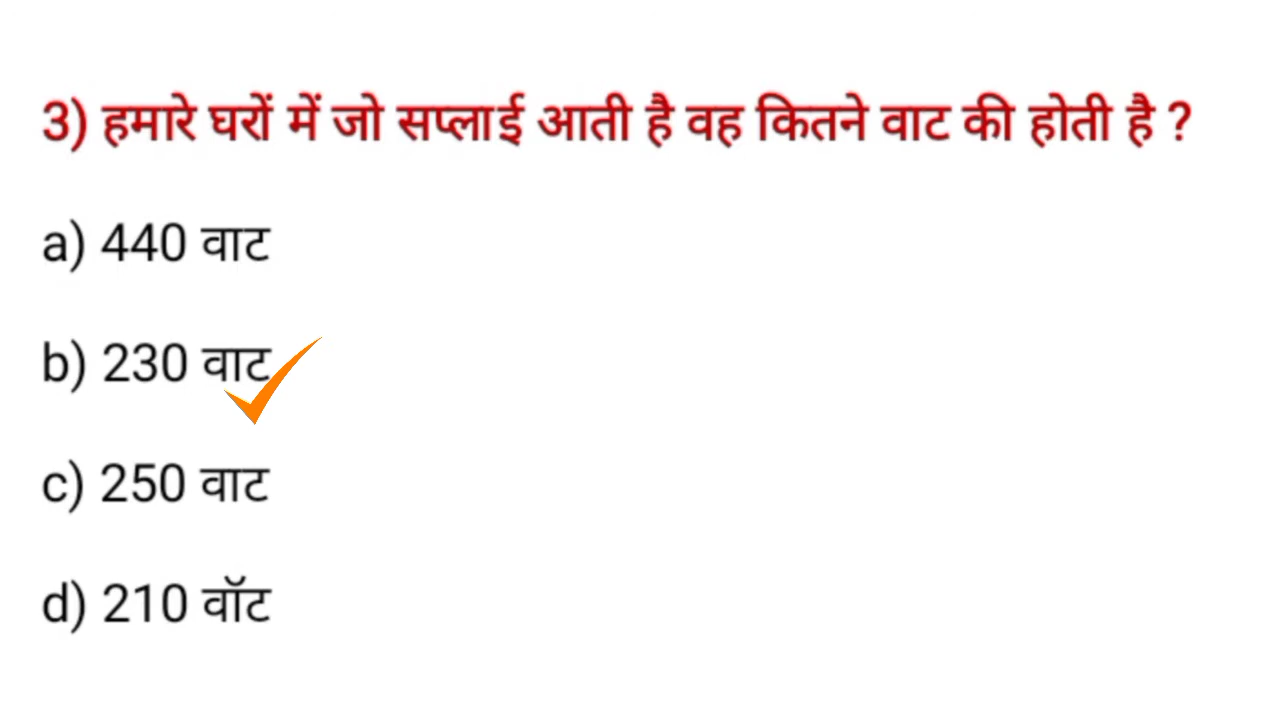 3) हमारे घरों में जो सप्लाई आती है वह कितने वाट की होती है ?
a) 440 वाट
b) 230 वाट
c) 250 वाट
d) 210 वॉट